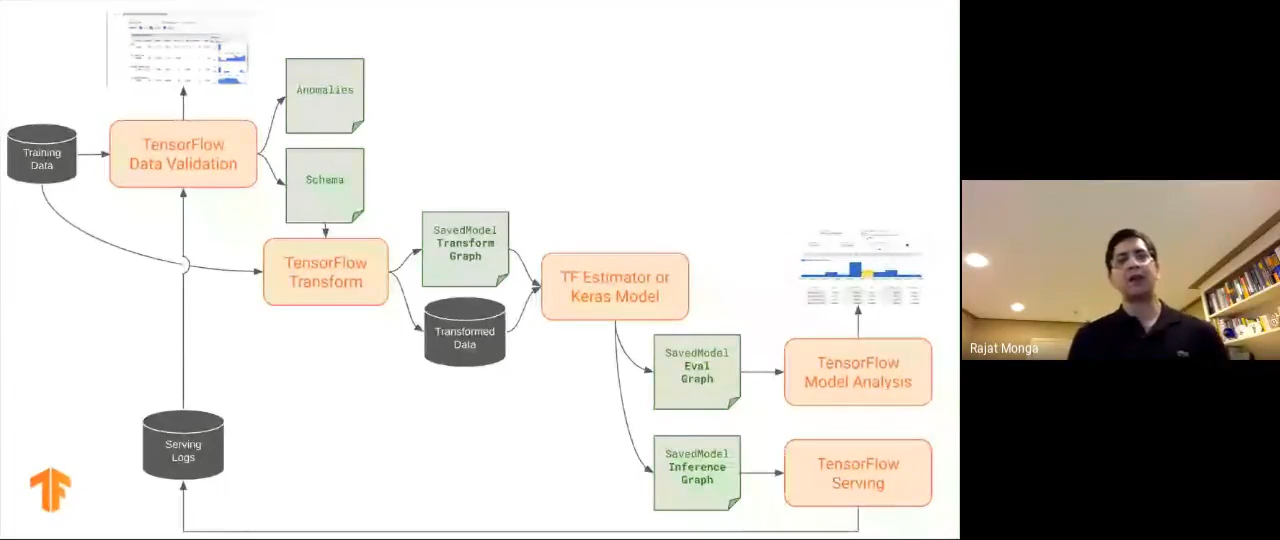 Anomalies
TensorFlow
Data Validation
Training
Data
Schema
SavedModel
Transform
Graph
TensorFlow
Transform
TF Estimator or
Keras Model
Transformed
Data
SavedModel
Eval
Graph
TensorFlow
Model Analysis
Serving
Logs
SavedModel
Inference
Graph
TensorFlow
Serving
Rajat Monga